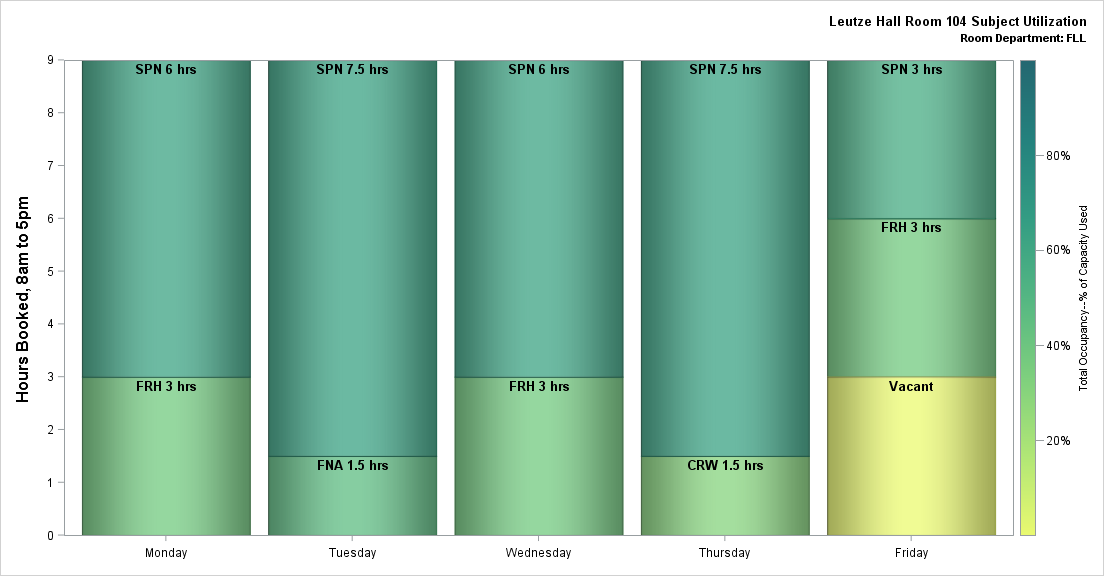 Leutze Hall Room 104 Subject Utilization
Room Department: FLL
Hours Booked, 8am to 5pm
9
8
7
6
5
4
3
2
1
0
SPN 6 hrs
FRH 3 hrs
SPN 7.5 hrs
FNA 1.5 hrs
SPN 6 hrs
FRH 3 hrs
SPN 7.5 hrs
CRW 1.5 hrs
SPN 3 hrs
FRH 3 hrs
Vacant
Monday
Tuesday
Wednesday
Thursday
Friday
80%
60%
40%
20%
Total Occupancy--% of Capacity Used